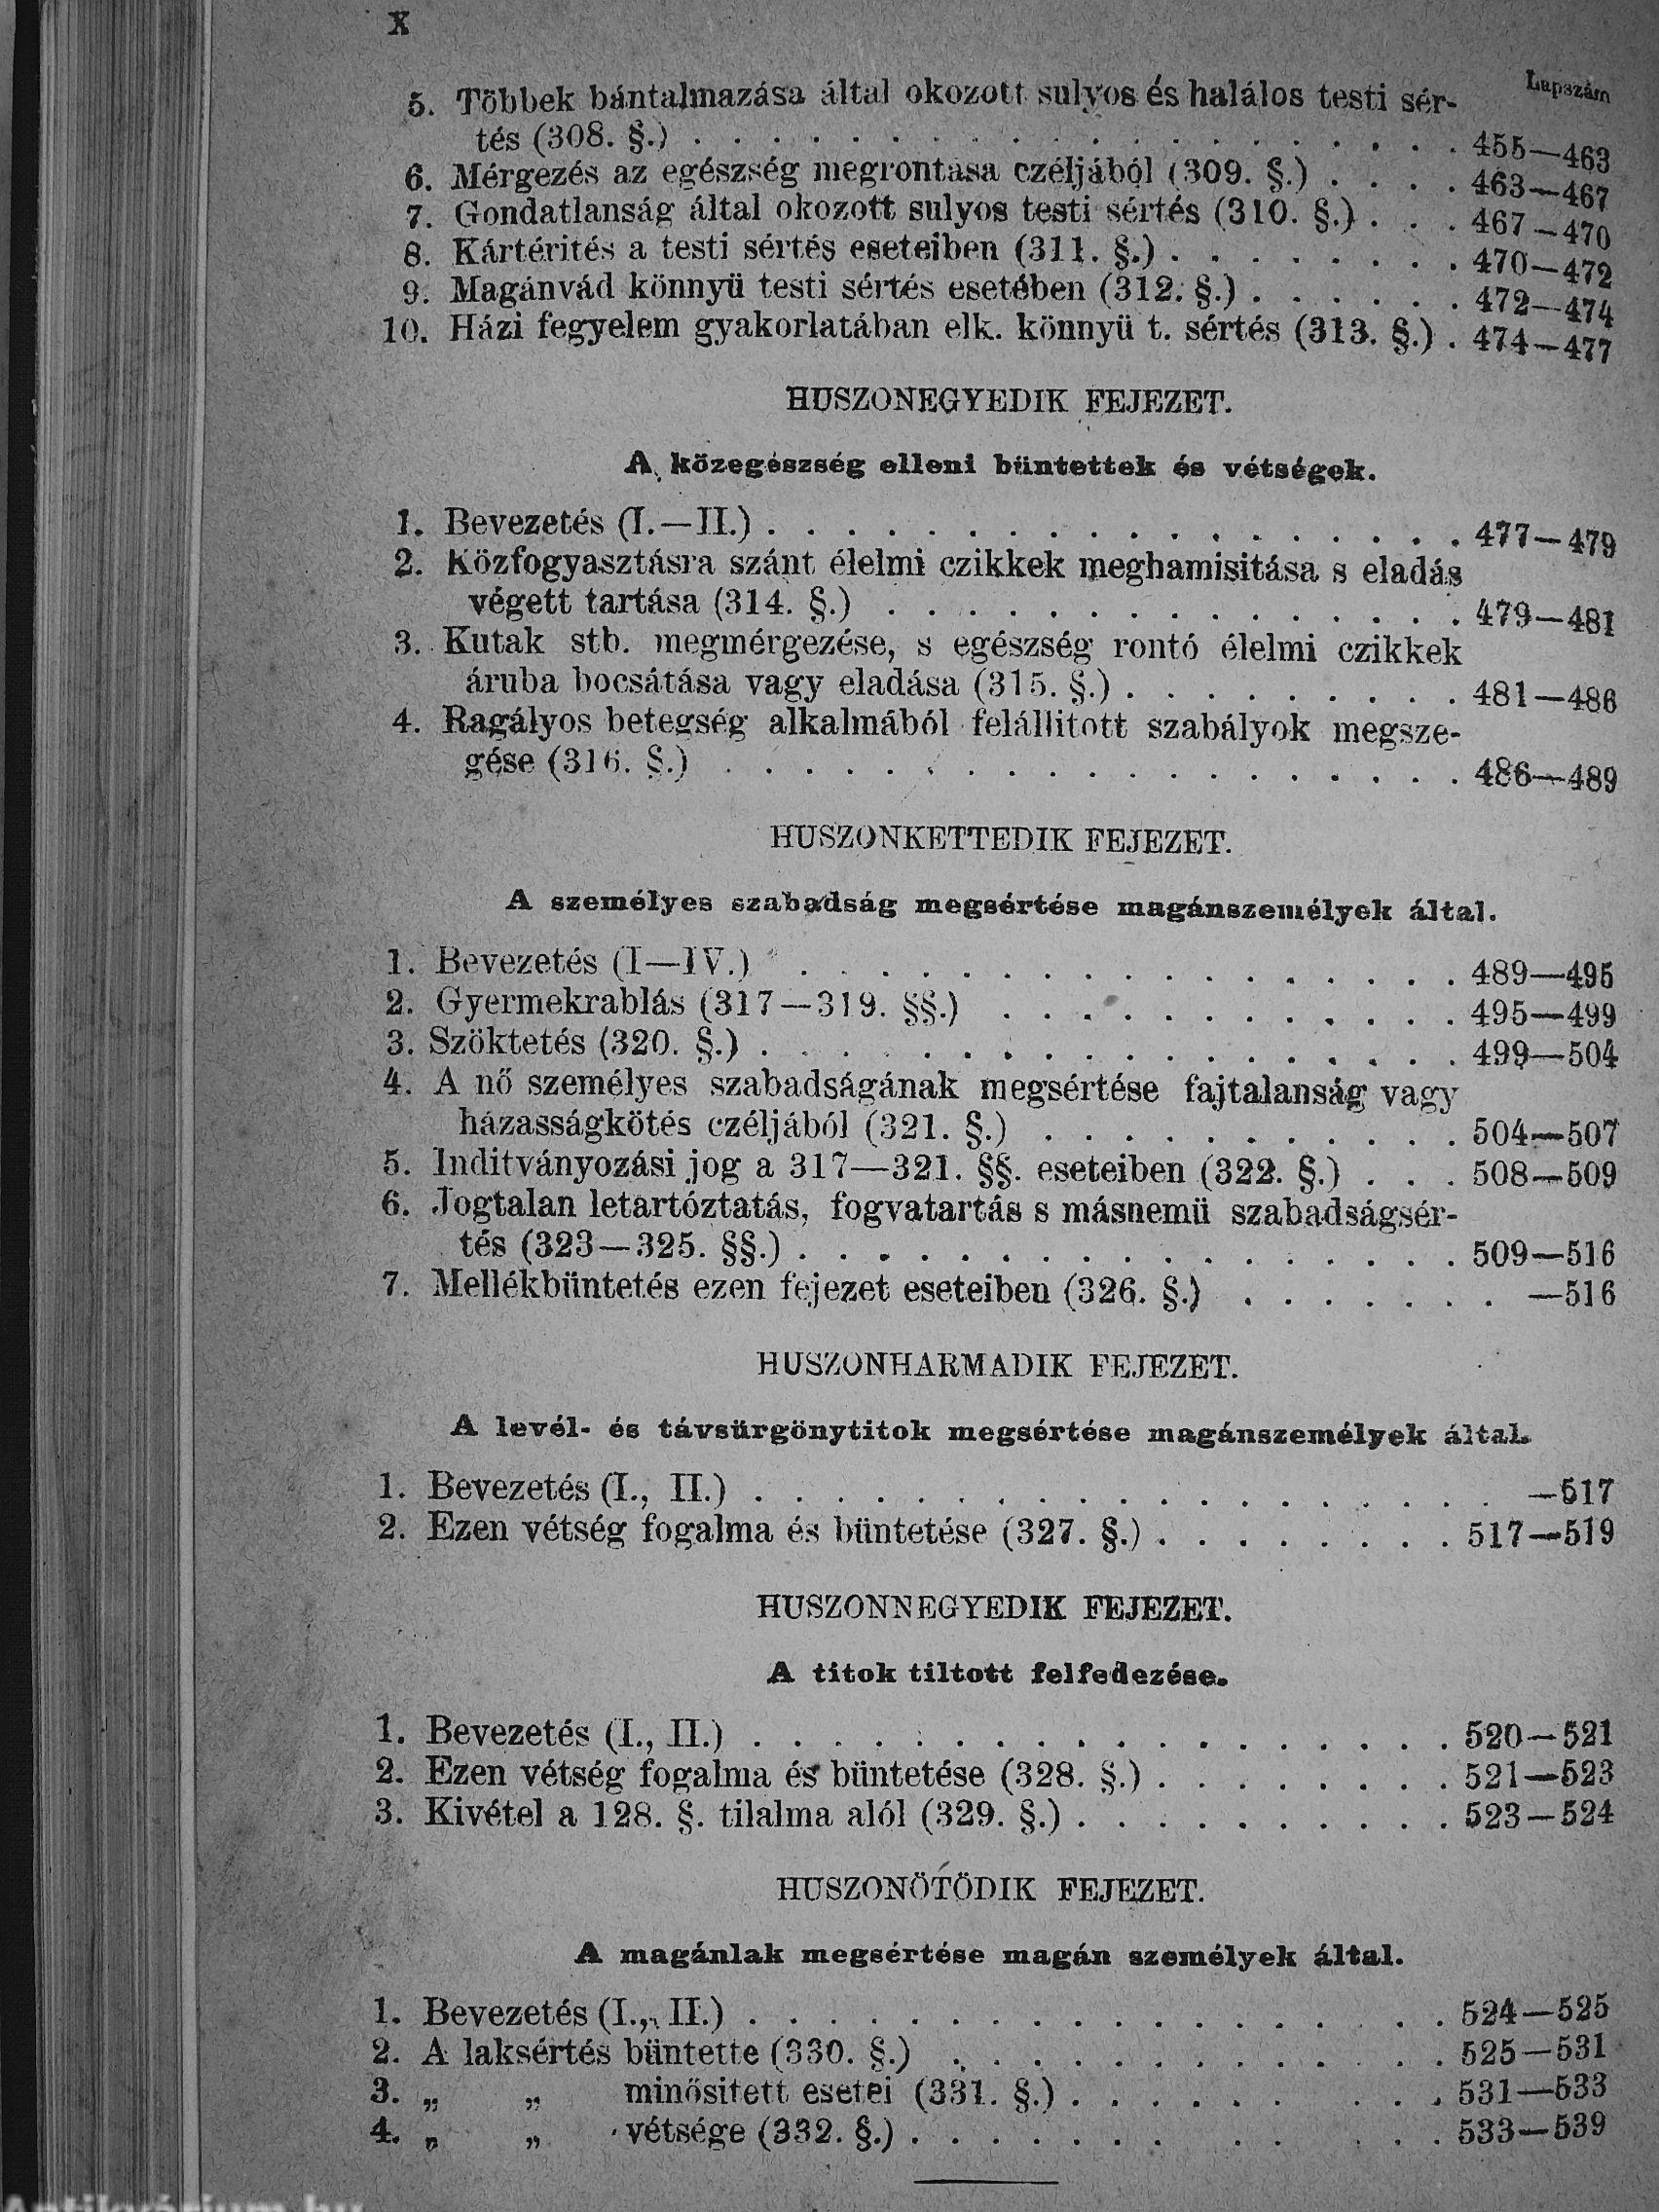 X
Lapszám
5. Többek bántalmazása által okozott sulyos és halálos testi sér-
tés (308. §.) . . . . . . . . . . . . . . . . . . . 455—463
6. Mérgezés az egészség megrontása czéljából (309. §.) . . . . 463—467
7. Gondatlanság által okozott sulyos testi sértés (310. §.) . . . 467—470
8. Kártérités a testi sértés eseteiben (311. §.) . . . . . . . . 470—472
9. Magánvád könnyü testi sértés esetében (312. §.) . . . . . . 472—474
10. Házi fegyelem gyakorlatában elk. könnyü t. sértés (313. §.) . 474—477
HUSZONEGYEDIK FEJEZET.
A közegészség elleni büntettek és vétségek.
1. Bevezetés (I.—II.) . . . . . . . . . . . . . . . . . . 477—479
2. Közfogyasztásra szánt élelmi czikkek meghamisitása s eladás
végett tartása (314. §.) . . . . . . . . . . . . . . . 479—481
3. Kutak stb. megmérgezése, s egészség rontó élelmi czikkek
áruba bocsátása vagy eladása (315. §.) . . . . . . . . . 481—486
4. Ragályos betegség alkalmából felállitott szabályok megsze-
gése (316. §.) . . . . . . . . . . . . . . . . . . . 486—489
HUSZONKETTEDIK FEJEZET.
A személyes szabadság megsértése magánszemélyek által.
1. Bevezetés (I—IV.) . . . . . . . . . . . . . . . . . 489—495
2. Gyermekrablás (317—319. §§.) . . . . . . . . . . . . 495—499
3. Szöktetés (320. §.) . . . . . . . . . . . . . . . . . . 499—504
4. A nő személyes szabadságának megsértése fajtalanság vagy
házasságkötés czéljából (321. §.) . . . . . . . . . . . 504—507
5. Inditványozási jog a 317—321. §§. eseteiben (322. §.) . . . 508—509
6. Jogtalan letartóztatás, fogvatartás s másnemü szabadságsér-
tés (323—325. §§.) . . . . . . . . . . . . . . . . . 509—516
7. Mellékbüntetés ezen fejezet eseteiben (326. §.) . . . . . . . —516
HUSZONHARMADIK FEJEZET.
A levél- és távsürgönytitok megsértése magánszemélyek által.
1. Bevezetés (I., II.) . . . . . . . . . . . . . . . . . . . —517
2. Ezen vétség fogalma és büntetése (327. §.) . . . . . . . . 517—519
HUSZONNEGYEDIK FEJEZET.
A titok tiltott felfedezése.
1. Bevezetés (I., II.) . . . . . . . . . . . . . . . . . . 520—521
2. Ezen vétség fogalma és büntetése (328. §.) . . . . . . . . 521—523
3. Kivétel a 128. §. tilalma alól (329. §.) . . . . . . . . . . 523—524
HUSZONÖTÖDIK FEJEZET.
A magánlak megsértése magán személyek által.
1. Bevezetés (I., II.) . . . . . . . . . . . . . . . . . . 524—525
2. A laksértés büntette (330. §.) . . . . . . . . . . . . . 525—531
3. „ „ minősitett esetei (331. §.) . . . . . . . . . 531—533
4. „ „ vétsége (332. §.) . . . . . . . . . . . . . 533—539
Antikvárium.hu